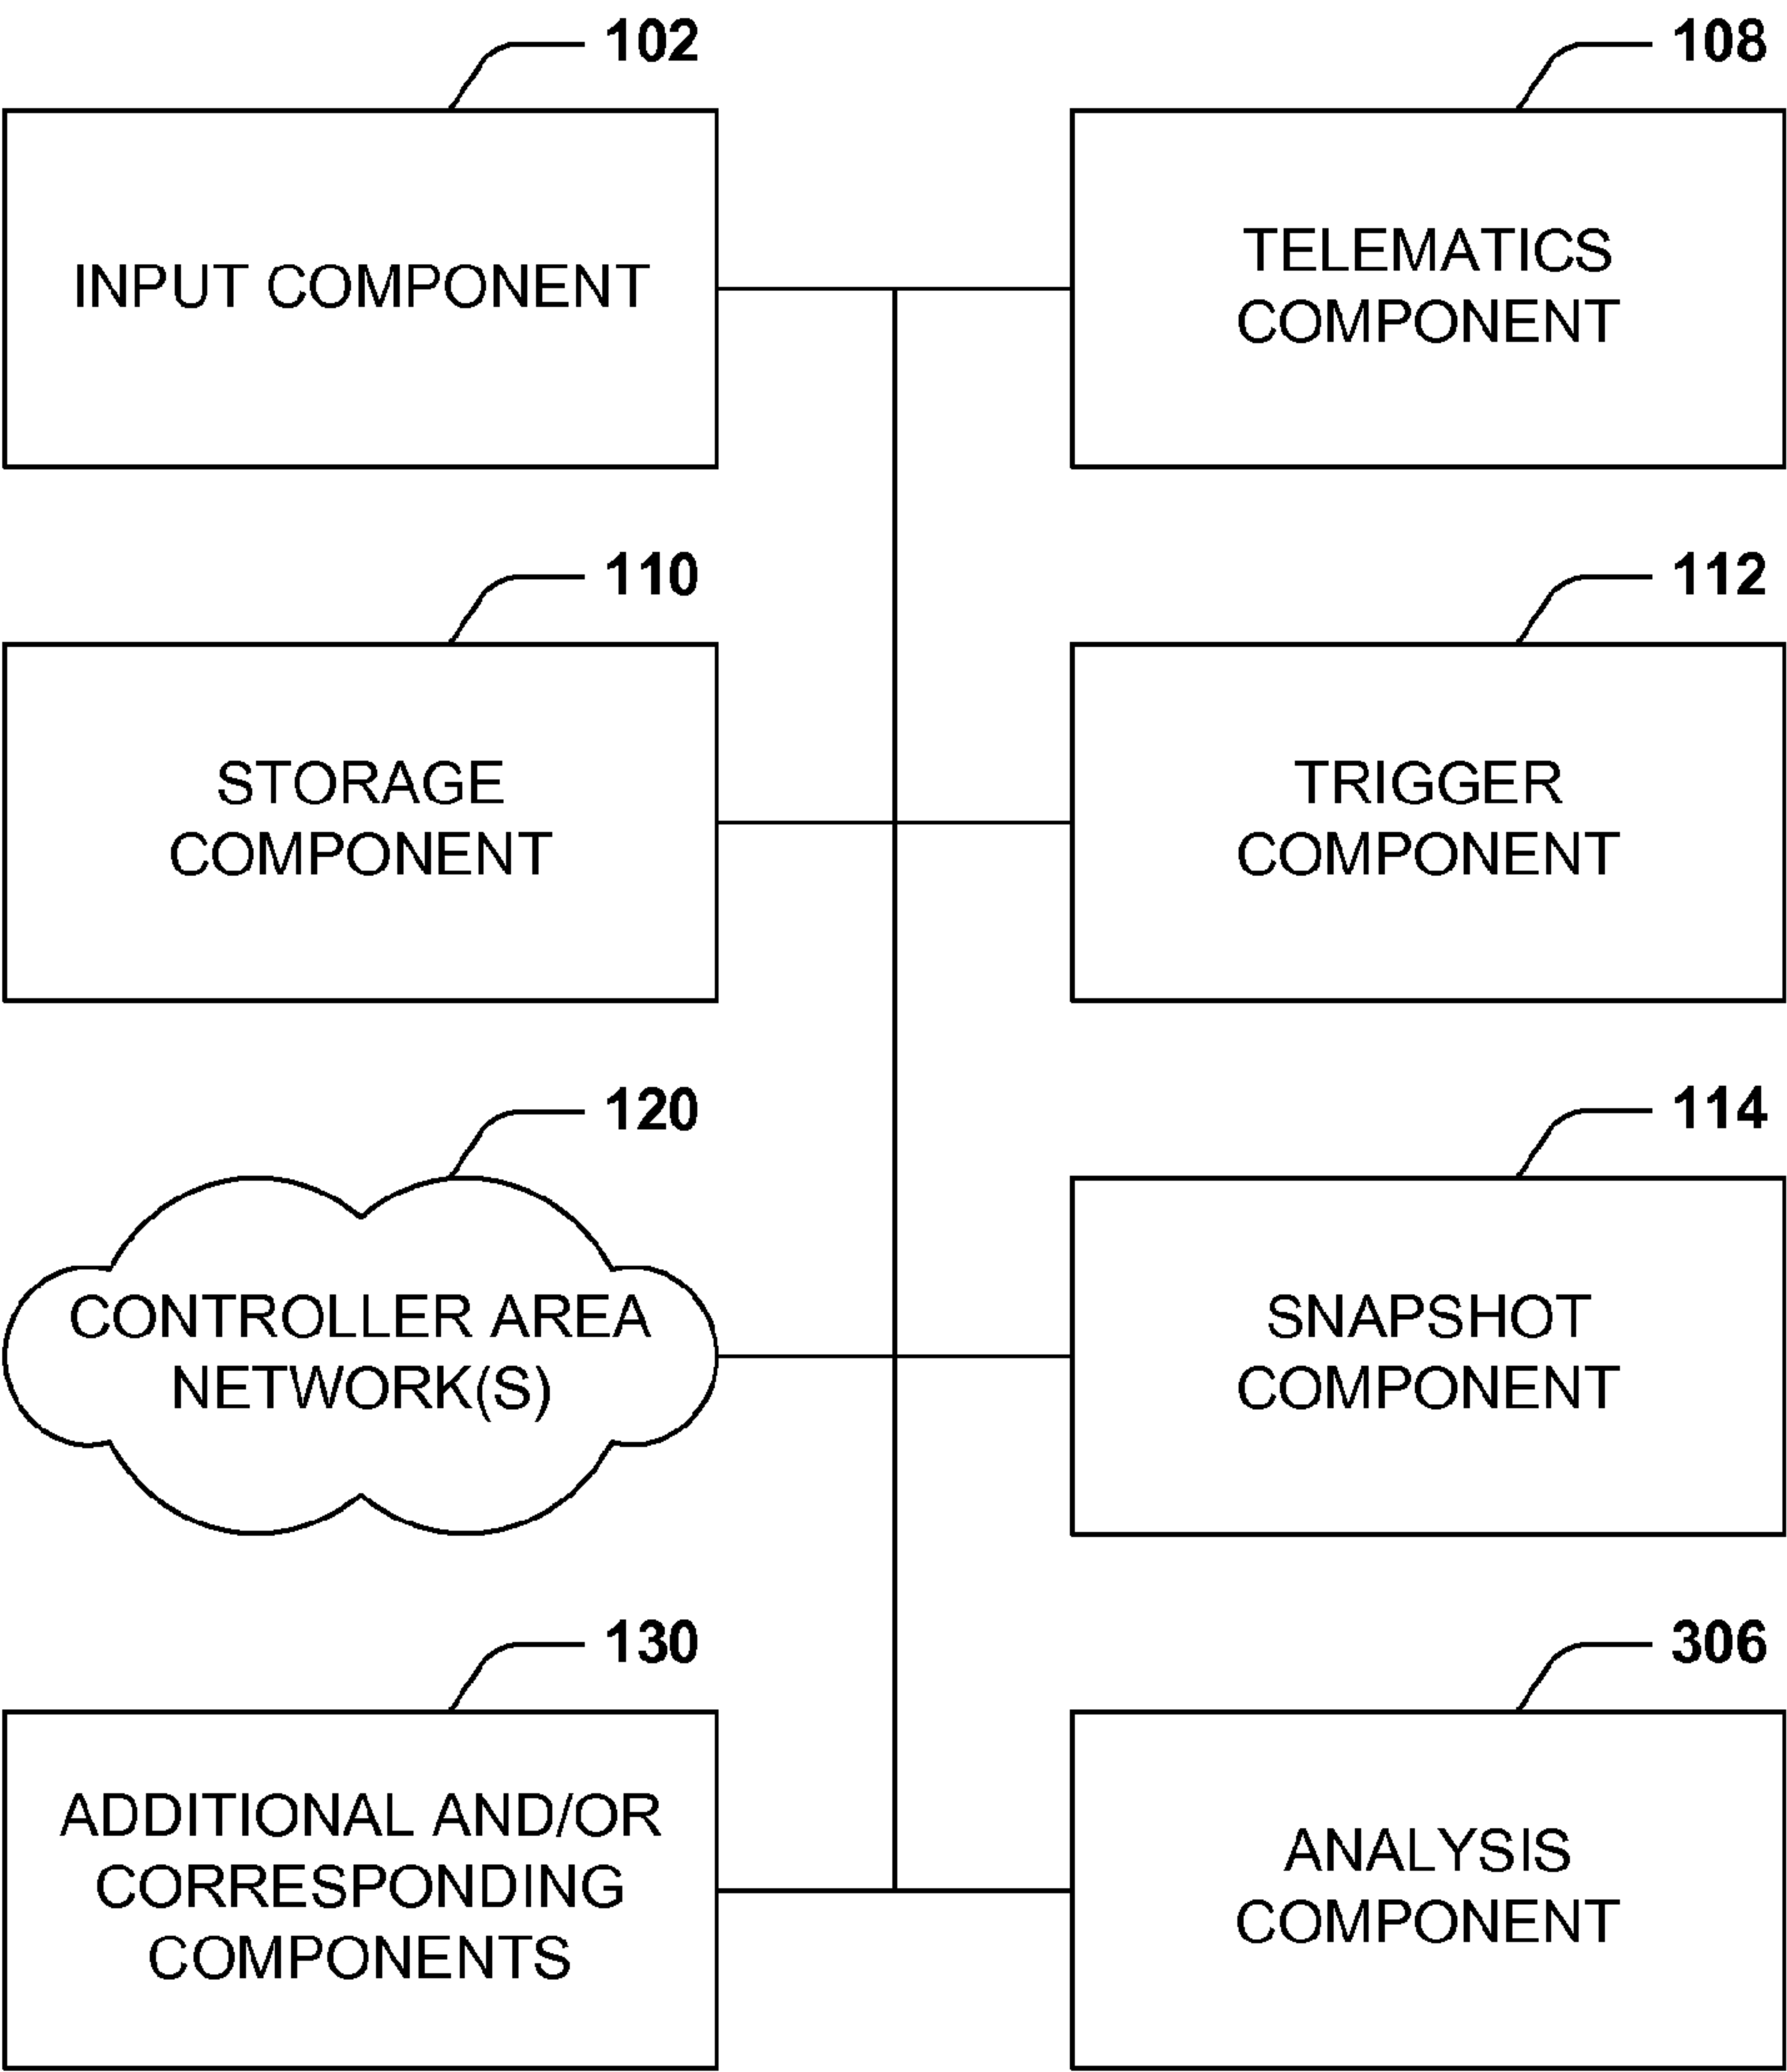 102
INPUT COMPONENT
108
TELEMATICS
COMPONENT
110
STORAGE
COMPONENT
112
TRIGGER
COMPONENT
120
CONTROLLER AREA
NETWORK(S)
114
SNAPSHOT
COMPONENT
130
ADDITIONAL AND/OR
CORRESPONDING
COMPONENTS
306
ANALYSIS
COMPONENT